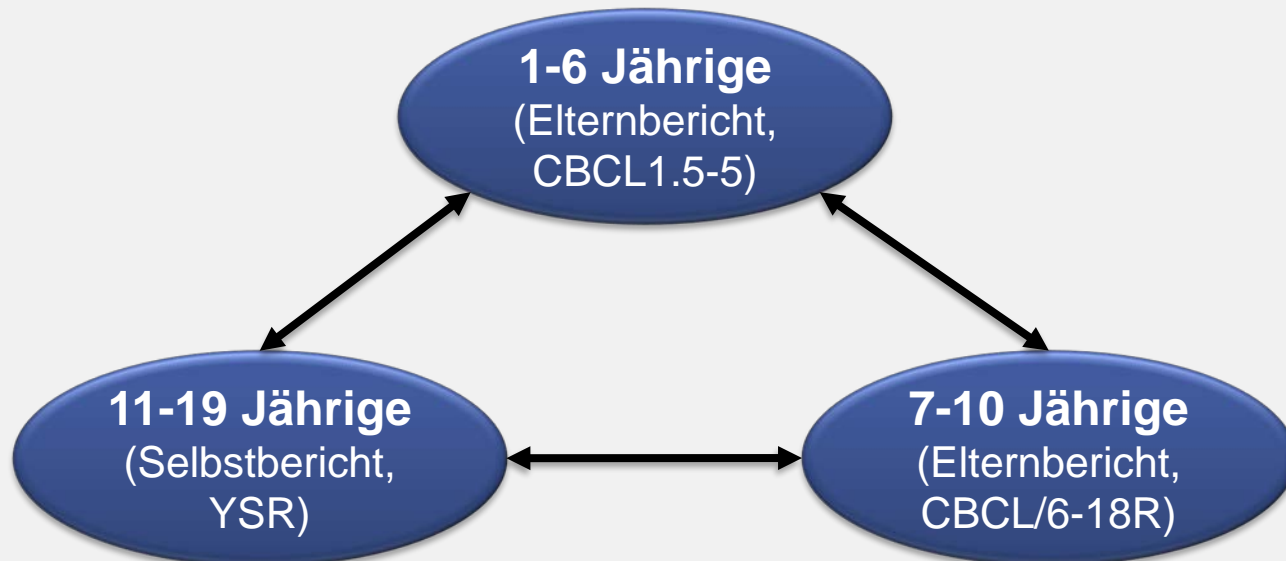 1-6 Jährige
(Elternbericht,
CBCL1.5-5)
11-19 Jährige
(Selbstbericht,
YSR)
7-10 Jährige
(Elternbericht,
CBCL/6-18R)